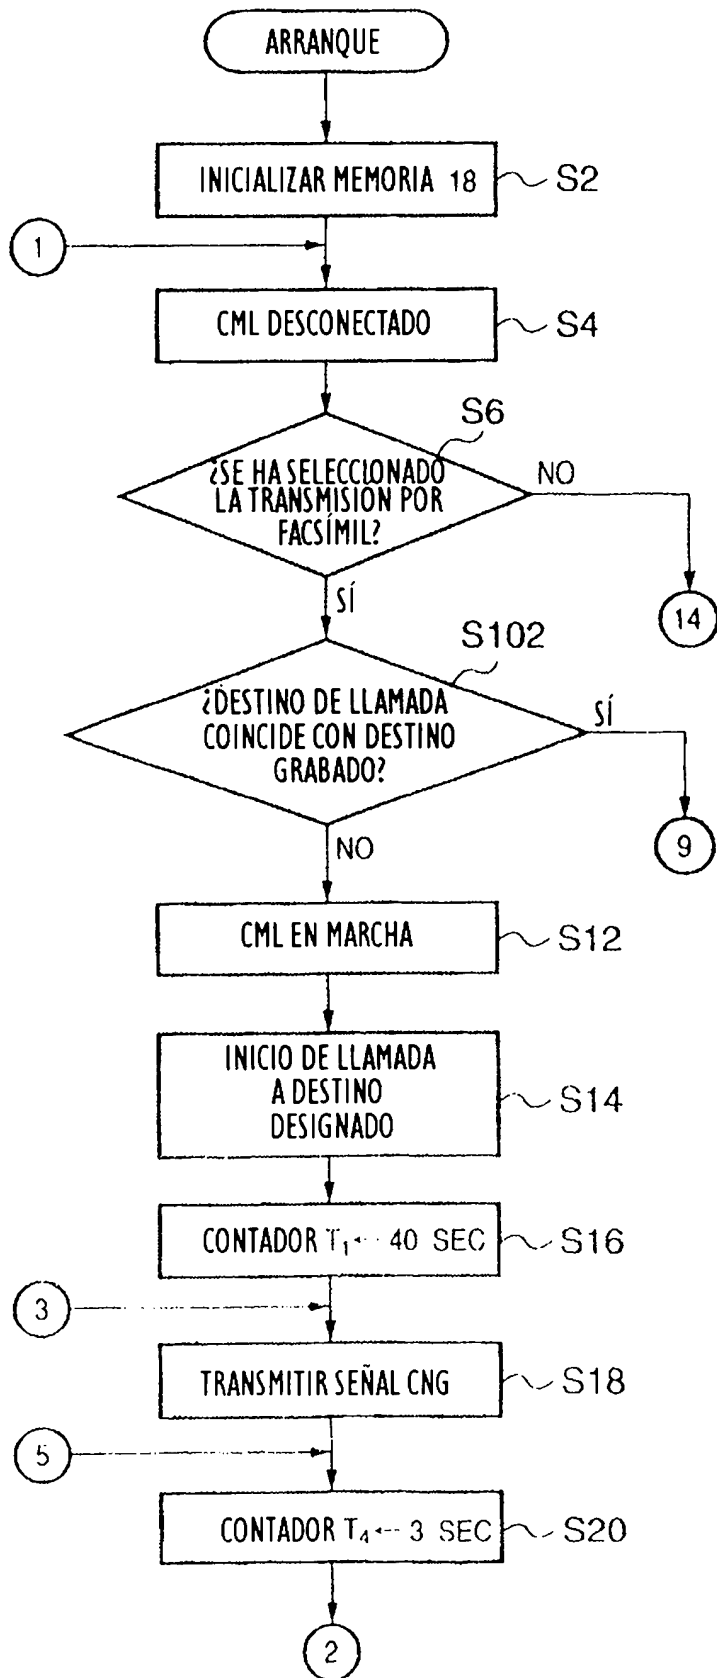 ARRANQUE
INICIALIZAR MEMORIA 18
S2
1
CML DESCONECTADO
S4
S6
¿SE HA SELECCIONADO
LA TRANSMISIÓN POR
FACSÍMIL?
NO
SÍ
14
S102
¿DESTINO DE LLAMADA
COINCIDE CON DESTINO
GRABADO?
SÍ
NO
9
CML EN MARCHA
S12
INICIO DE LLAMADA
A DESTINO
DESIGNADO
S14
CONTADOR T₁ ← 40 SEC
S16
3
TRANSMITIR SEÑAL CNG
S18
5
CONTADOR T₄ ← 3 SEC
S20
2